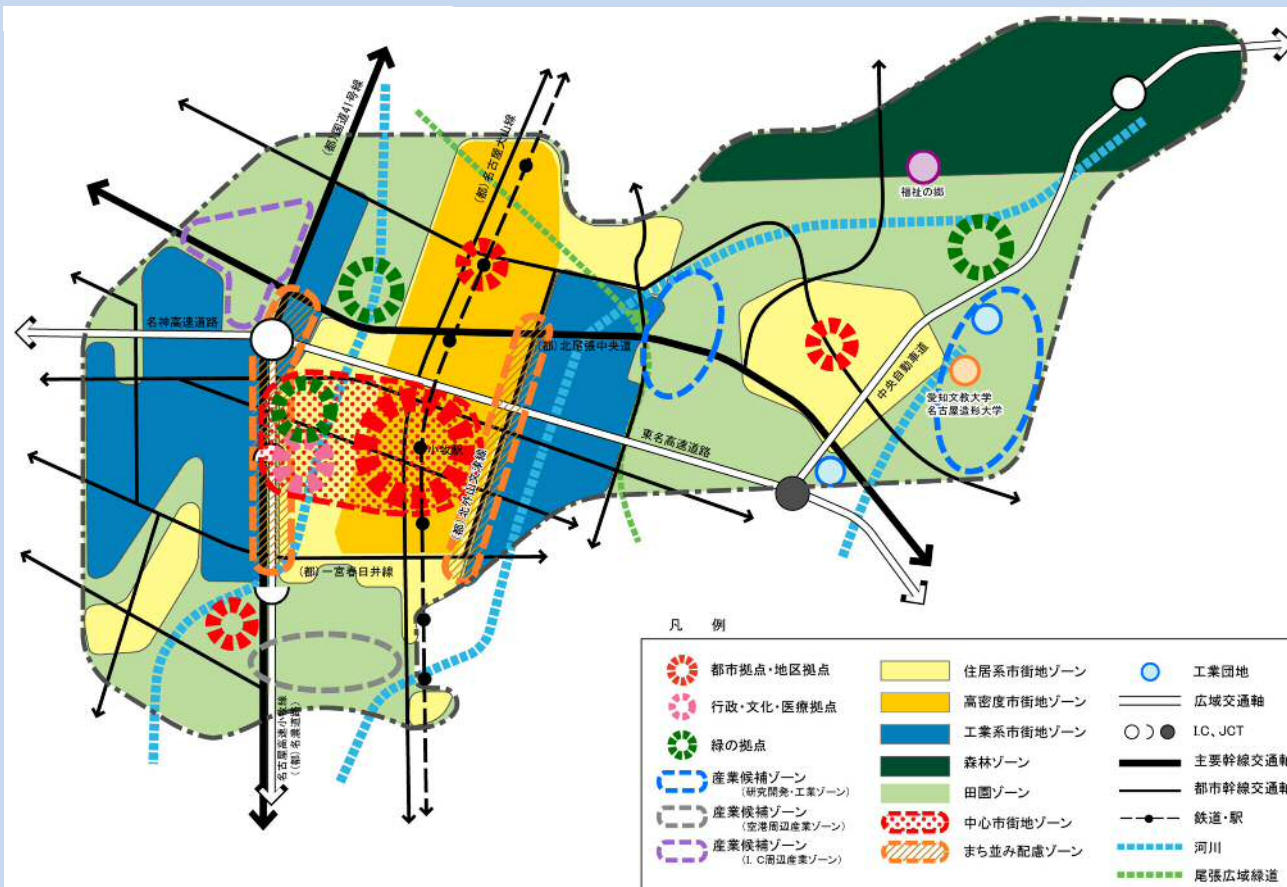 (都)国道41号線
(都)名古屋犬山線
福祉の郷
名神高速道路
(都)北尾張中央道
中央自動車道
愛知文教大学
名古屋造形大学
小牧駅
東名高速道路
(都)北外山文津線
(都)一宮春日井線
名古屋高速小牧線
((都)名濃道路)
凡 例
都市拠点・地区拠点
行政・文化・医療拠点
緑の拠点
産業候補ゾーン
(研究開発・工業ゾーン)
産業候補ゾーン
(空港周辺産業ゾーン)
産業候補ゾーン
(I.C周辺産業ゾーン)
住居系市街地ゾーン
高密度市街地ゾーン
工業系市街地ゾーン
森林ゾーン
田園ゾーン
中心市街地ゾーン
まち並み配慮ゾーン
工業団地
広域交通軸
I.C、JCT
主要幹線交通軸
都市幹線交通軸
鉄道・駅
河川
尾張広域緑道